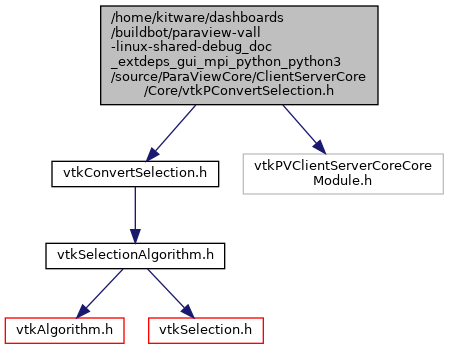 /home/kitware/dashboards
/buildbot/paraview-vall
-linux-shared-debug_doc
_extdeps_gui_mpi_python_python3
/source/ParaViewCore/ClientServerCore
/Core/vtkPConvertSelection.h
vtkConvertSelection.h
vtkPVClientServerCoreCore
Module.h
vtkSelectionAlgorithm.h
vtkAlgorithm.h
vtkSelection.h